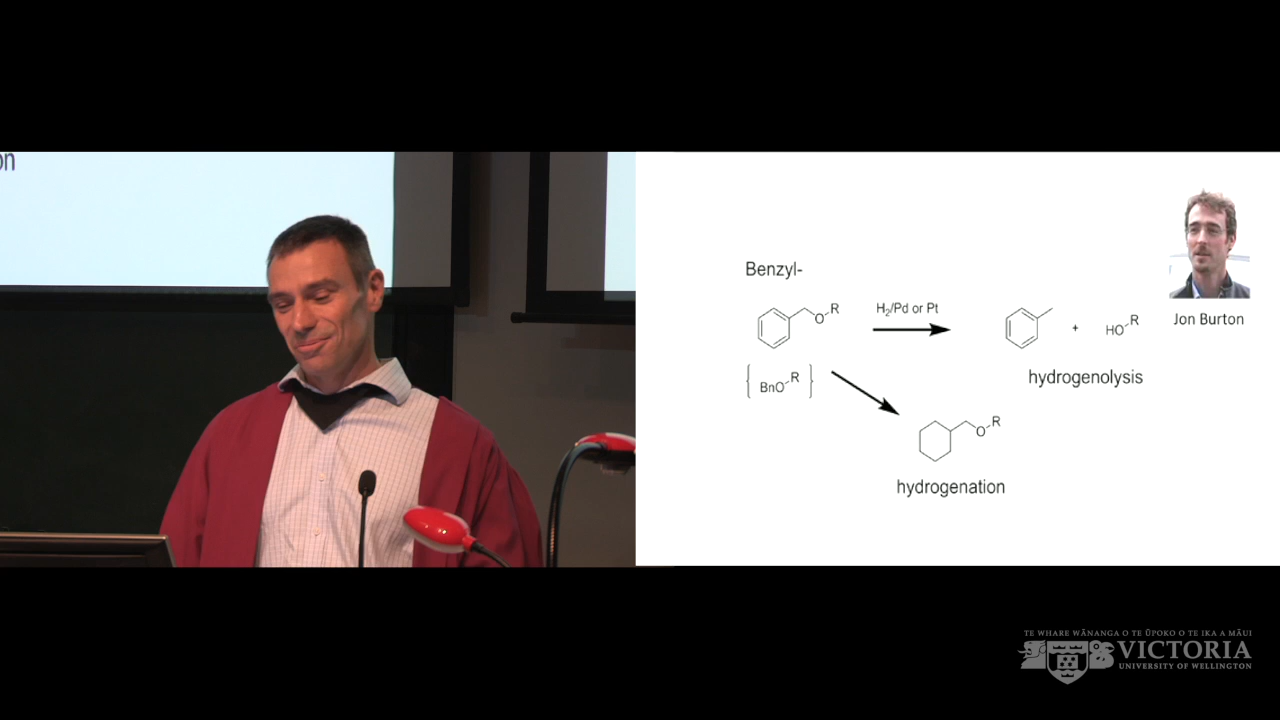 on
Benzyl-
O R
H2/Pd or Pt
+
HO R
Jon Burton
{ BnO R }
hydrogenolysis
O R
hydrogenation
TE WHARE WĀNANGA O TE ŪPOKO O TE IKA A MĀUI
VICTORIA
UNIVERSITY OF WELLINGTON